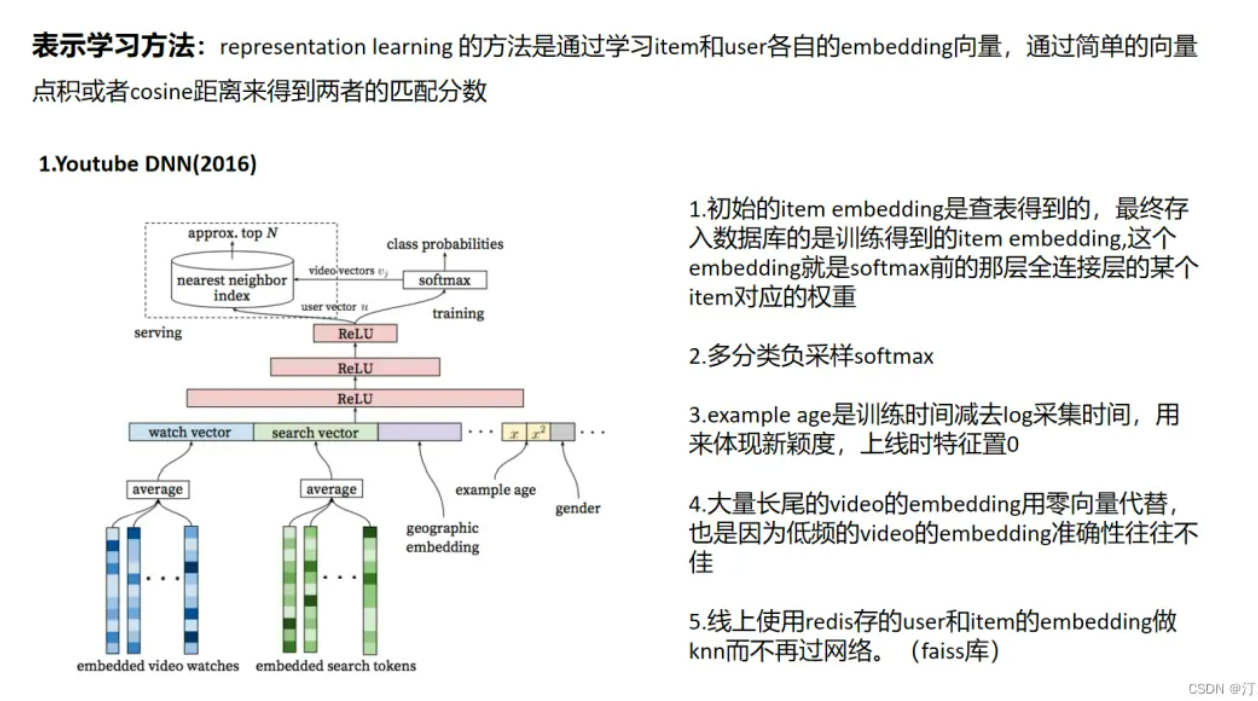 表示学习方法：representation learning 的方法是通过学习item和user各自的embedding向量，通过简单的向量
点积或者cosine距离来得到两者的匹配分数
1.Youtube DNN(2016)
approx. top N
class probabilities
nearest neighbor
index
video vectors vj
softmax
user vector u
training
serving
ReLU
ReLU
ReLU
watch vector
search vector
...
x
x²
...
average
average
example age
gender
geographic
embedding
...
...
embedded video watches
embedded search tokens
1.初始的item embedding是查表得到的，最终存
入数据库的是训练得到的item embedding,这个
embedding就是softmax前的那层全连接层的某个
item对应的权重
2.多分类负采样softmax
3.example age是训练时间减去log采集时间，用
来体现新颖度，上线时特征置0
4.大量长尾的video的embedding用零向量代替，
也是因为低频的video的embedding准确性往往不
佳
5.线上使用redis存的user和item的embedding做
knn而不再过网络。（faiss库）
CSDN @汀